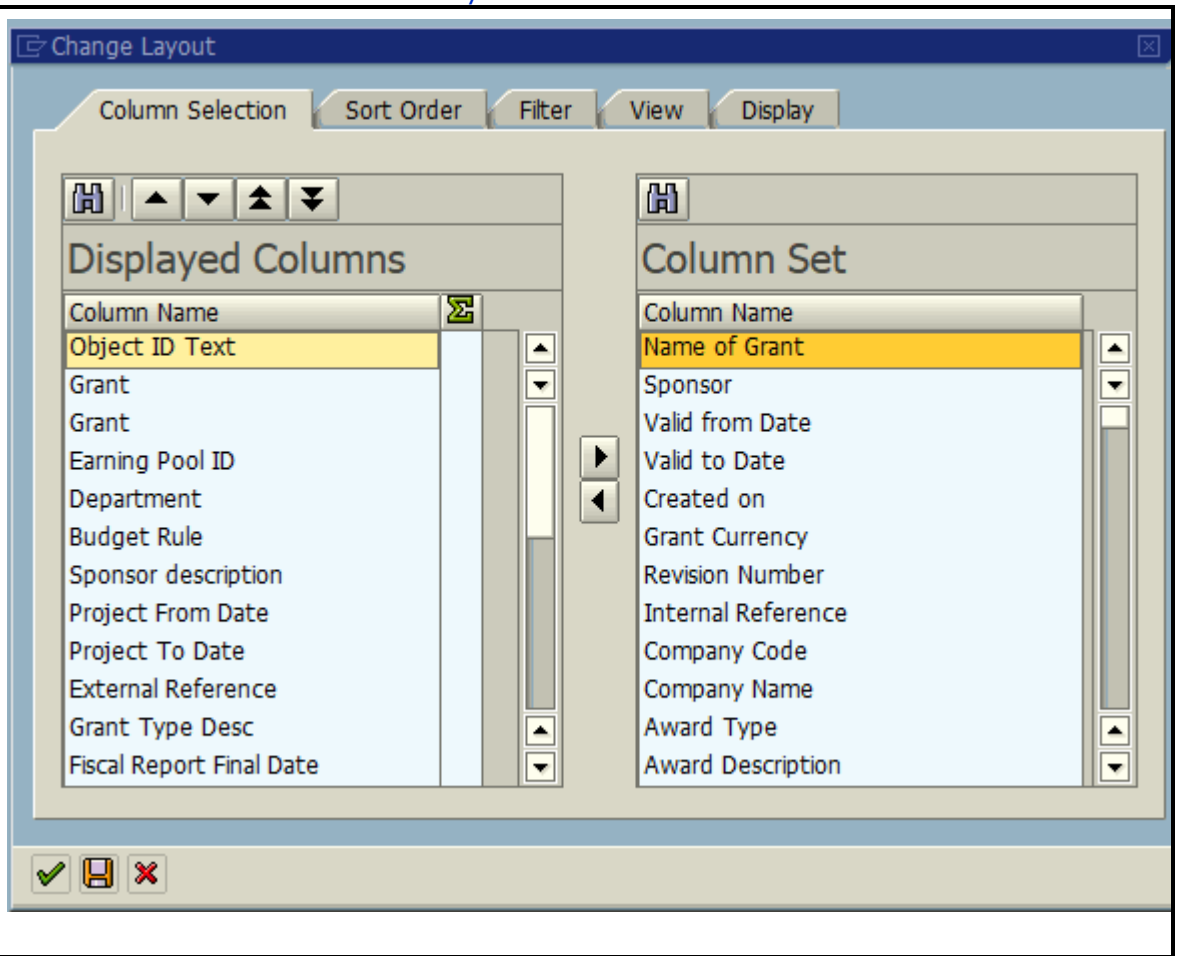 Change Layout
Column Selection
Sort Order
Filter
View
Display
Displayed Columns
Column Name
Object ID Text
Grant
Grant
Earning Pool ID
Department
Budget Rule
Sponsor description
Project From Date
Project To Date
External Reference
Grant Type Desc
Fiscal Report Final Date
Column Set
Column Name
Name of Grant
Sponsor
Valid from Date
Valid to Date
Created on
Grant Currency
Revision Number
Internal Reference
Company Code
Company Name
Award Type
Award Description